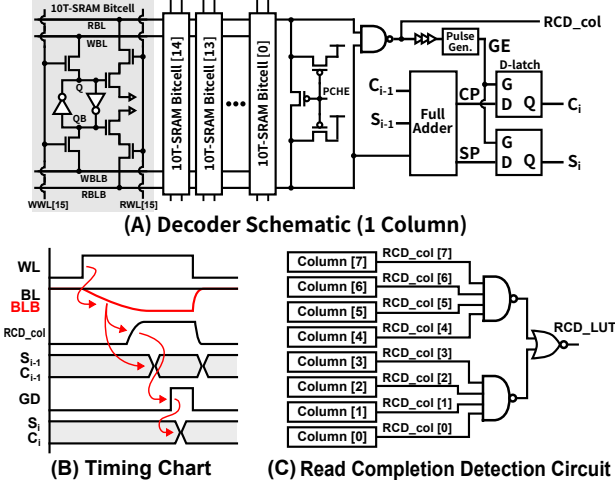 10T-SRAM Bitcell
RBL
WBL
Q
QB
WBLB
RBLB
WWL[15]
RWL[15]
10T-SRAM Bitcell [14]
10T-SRAM Bitcell [13]
10T-SRAM Bitcell [0]
PCHE
Pulse
Gen.
GE
RCD_col
D-latch
Ci-1
Si-1
Full
Adder
CP
SP
G
D Q
Ci
G
D Q
Si
(A) Decoder Schematic (1 Column)
WL
BL
BLB
RCD_col
Si-1
Ci-1
GD
Si
Ci
(B) Timing Chart
Column [7]
RCD_col [7]
Column [6]
RCD_col [6]
Column [5]
RCD_col [5]
Column [4]
RCD_col [4]
Column [3]
RCD_col [3]
Column [2]
RCD_col [2]
Column [1]
RCD_col [1]
Column [0]
RCD_col [0]
RCD_LUT
(C) Read Completion Detection Circuit